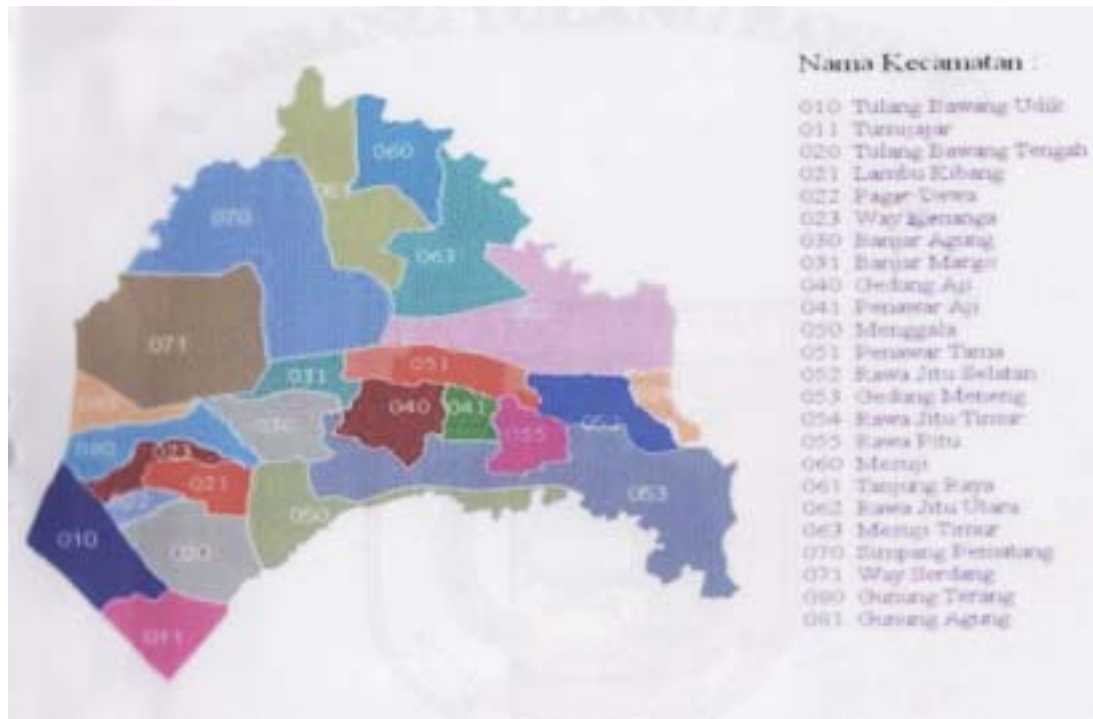 Nama Kecamatan :
010 Tulang Bawang Udik
011 Tumijajar
020 Tulang Bawang Tengah
021 Lambu Kibang
022 Pagar Dewa
023 Way Kenanga
030 Banjar Agung
031 Banjar Margo
040 Gedung Aji
041 Penawar Aji
050 Menggala
051 Penawar Tama
052 Rawa Jitu Selatan
053 Gedung Meneng
054 Rawa Jitu Timur
055 Rawa Pitu
060 Mesuji
061 Tanjung Raya
062 Rawa Jitu Utara
063 Mesuji Timur
070 Simpang Pematang
071 Way Serdang
080 Gunung Terang
081 Gunung Agung
060
061
070
063
071
031
051
040
041
030
055
052
080
023
021
053
050
010
020
011